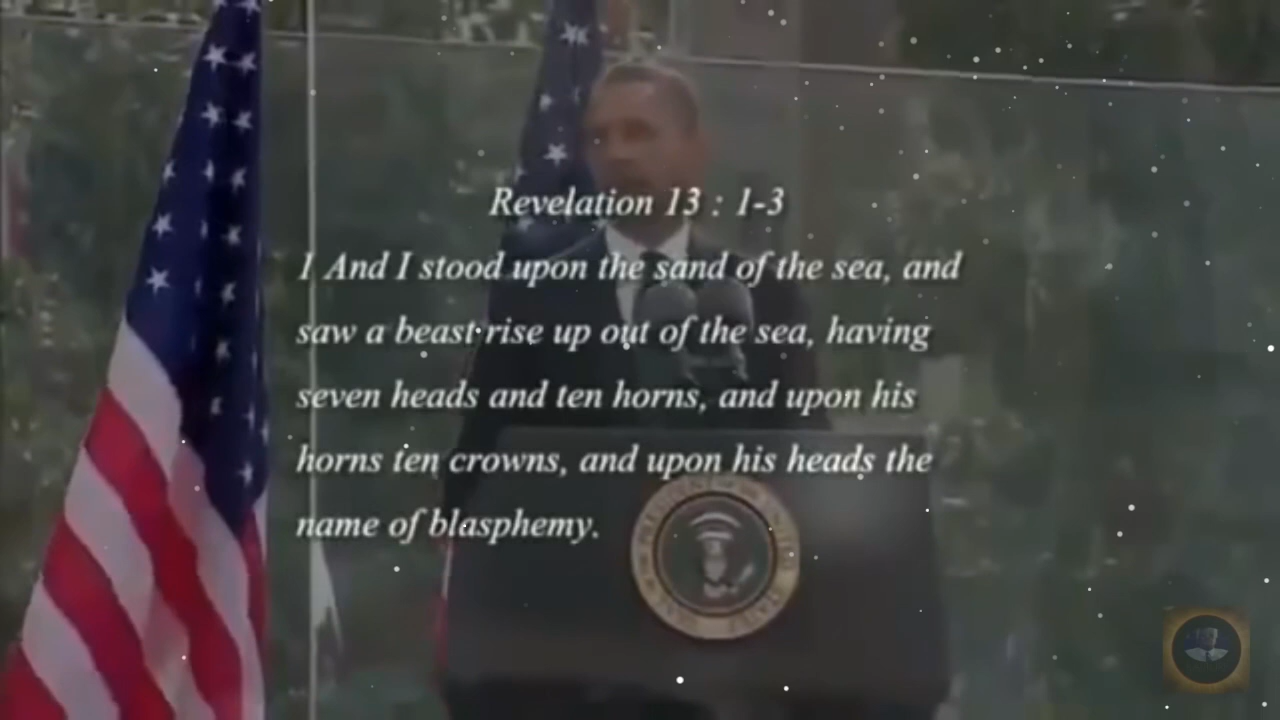 Revelation 13 : 1-3
1 And I stood upon the sand of the sea, and
saw a beast rise up out of the sea, having
seven heads and ten horns, and upon his
horns ten crowns, and upon his heads the
name of blasphemy.